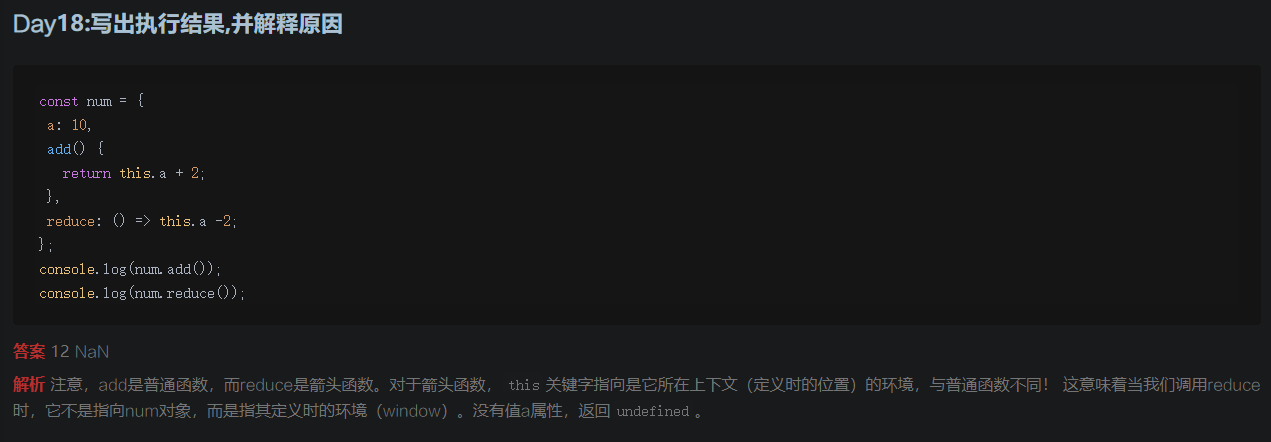 Day18:写出执行结果,并解释原因
const num = {
 a: 10,
 add() {
   return this.a + 2;
 },
 reduce: () => this.a -2;
};
console.log(num.add());
console.log(num.reduce());
答案 12 NaN
解析 注意，add是普通函数，而reduce是箭头函数。对于箭头函数， this 关键字指向是它所在上下文（定义时的位置）的环境，与普通函数不同！ 这意味着当我们调用reduce
时，它不是指向num对象，而是指其定义时的环境（window）。没有值a属性，返回 undefined 。